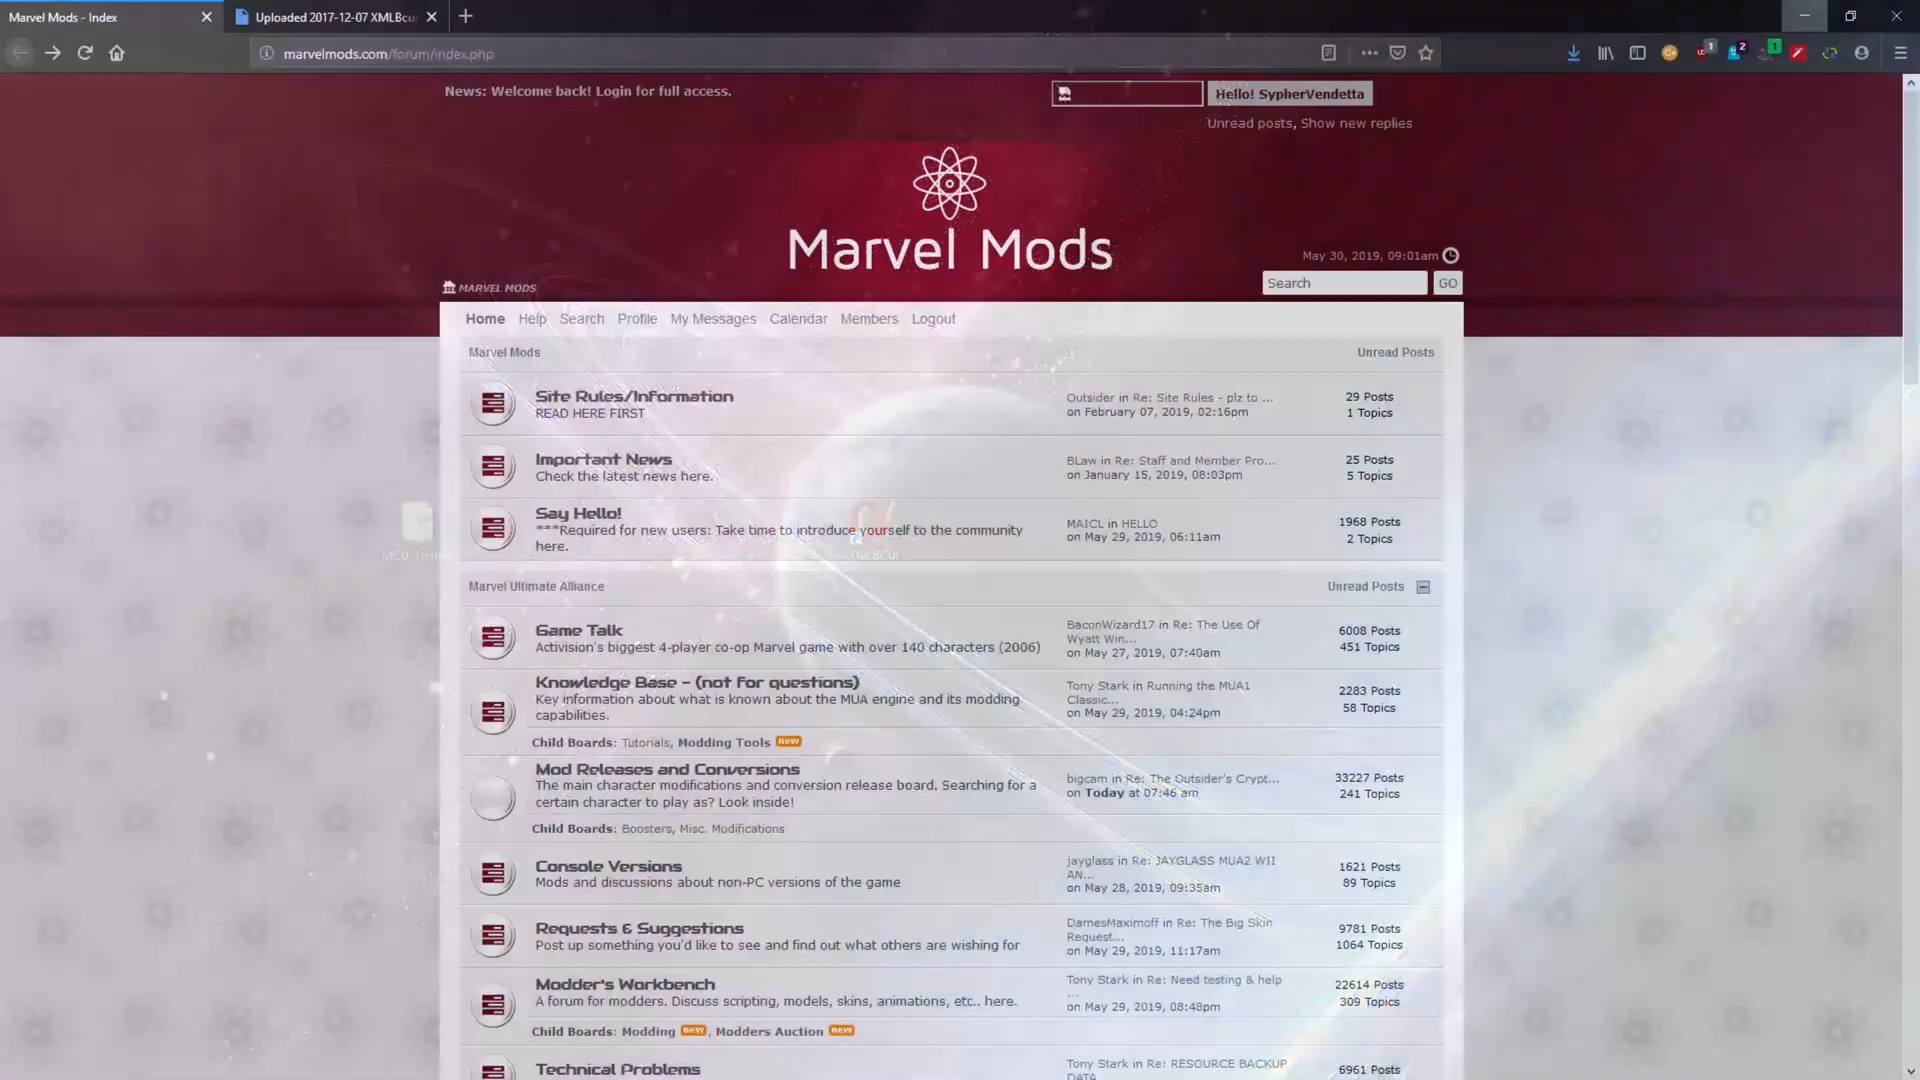 Marvel Mods - Index
Uploaded 2017-12-07 XMLBcui
marvelmods.com/forum/index.php
1
2
1
News: Welcome back! Login for full access.
Hello! SypherVendetta
Unread posts, Show new replies
Marvel Mods
May 30, 2019, 09:01am
MARVEL MODS
Search
GO
Home Help Search Profile My Messages Calendar Members Logout
Marvel Mods
Unread Posts
Site Rules/Information
READ HERE FIRST
Outsider in Re: Site Rules - plz to ...
on February 07, 2019, 02:16pm
29 Posts
1 Topics
Important News
Check the latest news here.
BLaw in Re: Staff and Member Pro...
on January 15, 2019, 08:03pm
25 Posts
5 Topics
Say Hello!
***Required for new users: Take time to introduce yourself to the community
here.
MAICL in HELLO
on May 29, 2019, 06:11am
1968 Posts
2 Topics
XMLBCUI
Marvel Ultimate Alliance
Unread Posts
Game Talk
Activision's biggest 4-player co-op Marvel game with over 140 characters (2006)
BaconWizard17 in Re: The Use Of
Wyatt Win...
on May 27, 2019, 07:40am
6008 Posts
451 Topics
Knowledge Base - (not for questions)
Key information about what is known about the MUA engine and its modding
capabilities.
Child Boards: Tutorials, Modding Tools new
Tony Stark in Running the MUA1
Classic...
on May 29, 2019, 04:24pm
2283 Posts
58 Topics
Mod Releases and Conversions
The main character modifications and conversion release board. Searching for a
certain character to play as? Look inside!
Child Boards: Boosters, Misc. Modifications
bigcam in Re: The Outsider's Crypt...
on Today at 07:46 am
33227 Posts
241 Topics
Console Versions
Mods and discussions about non-PC versions of the game
jayglass in Re: JAYGLASS MUA2 WII
AN...
on May 28, 2019, 09:35am
1621 Posts
89 Topics
Requests & Suggestions
Post up something you'd like to see and find out what others are wishing for
DamesMaximoff in Re: The Big Skin
Request...
on May 29, 2019, 11:17am
9781 Posts
1064 Topics
Modder's Workbench
A forum for modders. Discuss scripting, models, skins, animations, etc.. here.
Child Boards: Modding new, Modders Auction new
Tony Stark in Re: Need testing & help
...
on May 29, 2019, 08:48pm
22614 Posts
309 Topics
Technical Problems
Tony Stark in Re: RESOURCE BACKUP
DATA
6961 Posts